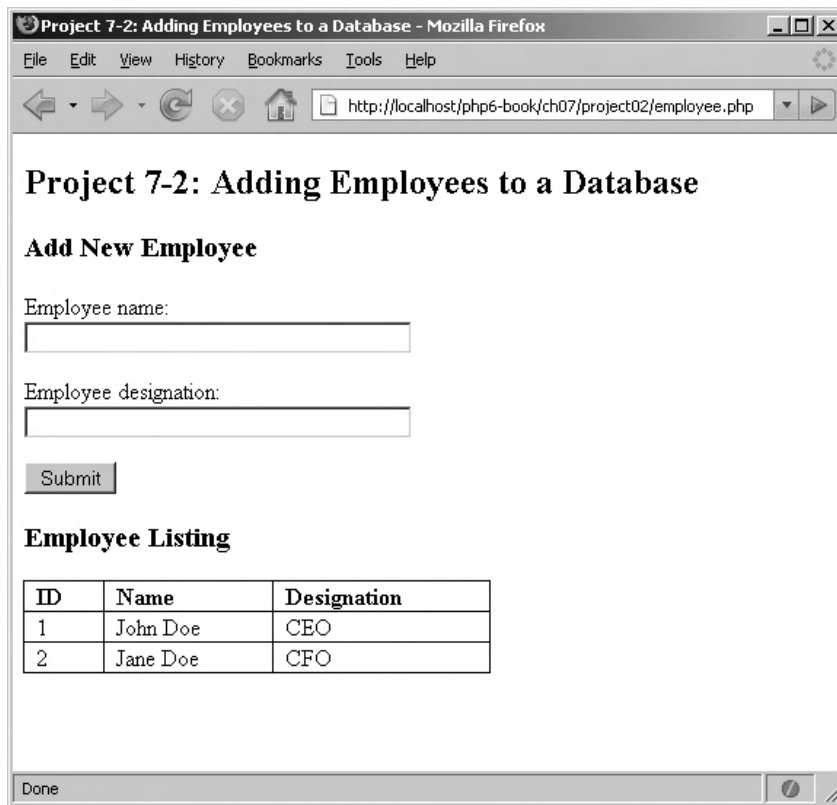 Project 7-2: Adding Employees to a Database - Mozilla Firefox
File Edit View History Bookmarks Tools Help
http://localhost/php6-book/ch07/project02/employee.php
Project 7-2: Adding Employees to a Database
Add New Employee
Employee name:
Employee designation:
Submit
Employee Listing
ID Name Designation
1 John Doe CEO
2 Jane Doe CFO
Done